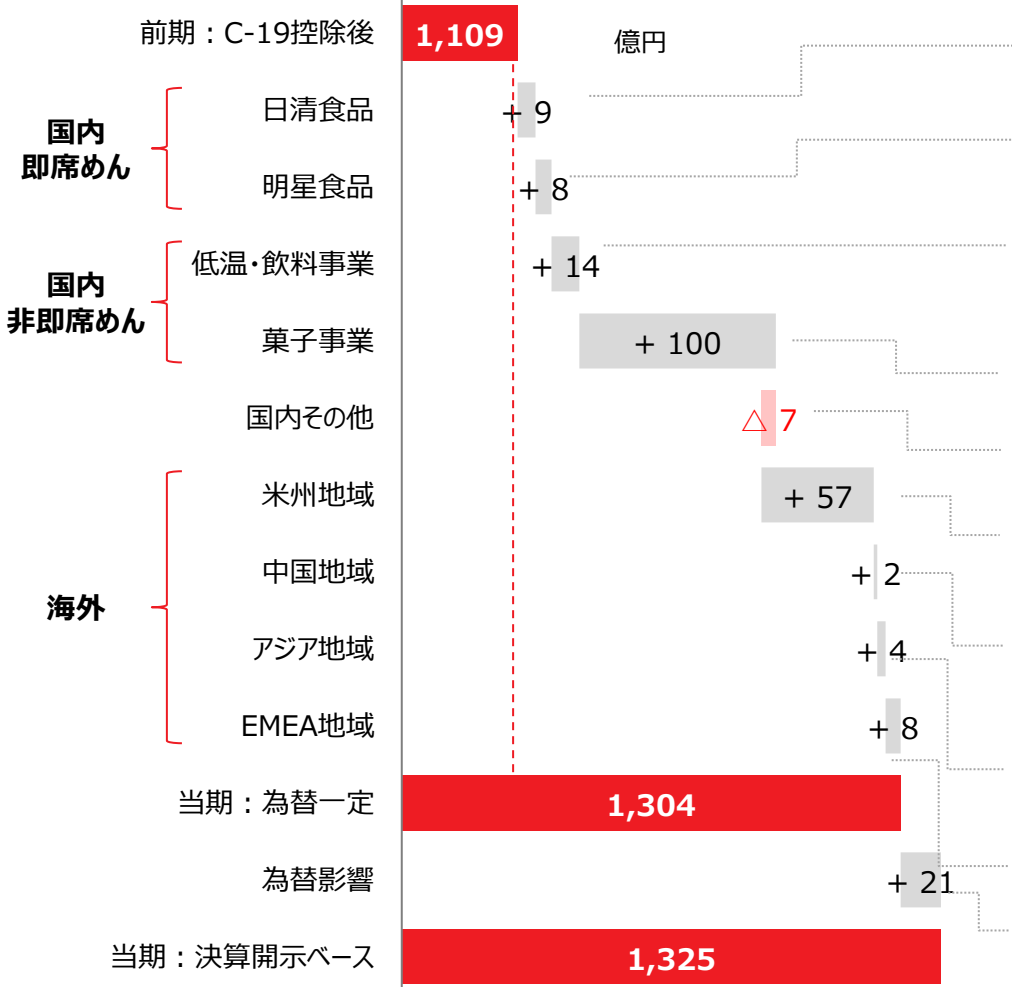 前期：C-19控除後 1,109 億円
国内
即席めん
日清食品 + 9
明星食品 + 8
国内
非即席めん
低温・飲料事業 + 14
菓子事業 + 100
国内その他 △ 7
海外
米州地域 + 57
中国地域 + 2
アジア地域 + 4
EMEA地域 + 8
当期：為替一定 1,304
為替影響 + 21
当期：決算開示ベース 1,325